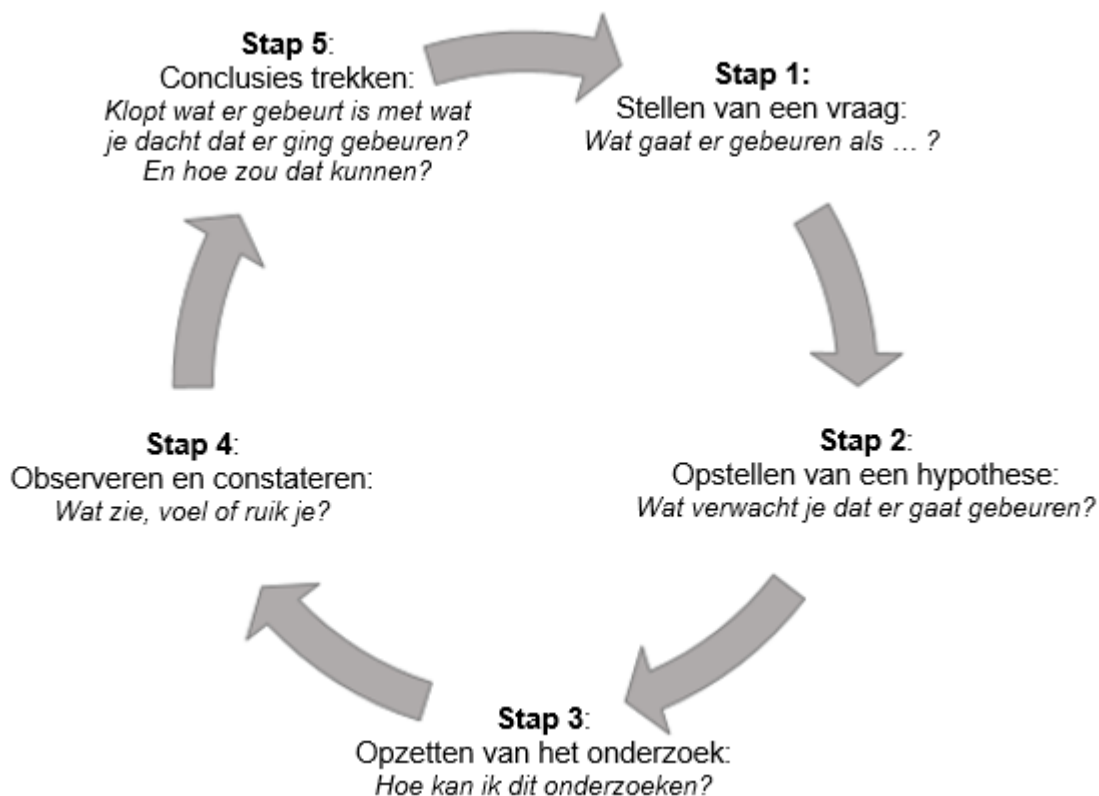 Stap 1:
Stellen van een vraag:
Wat gaat er gebeuren als … ?
Stap 2:
Opstellen van een hypothese:
Wat verwacht je dat er gaat gebeuren?
Stap 3:
Opzetten van het onderzoek:
Hoe kan ik dit onderzoeken?
Stap 4:
Observeren en constateren:
Wat zie, voel of ruik je?
Stap 5:
Conclusies trekken:
Klopt wat er gebeurt is met wat
je dacht dat er ging gebeuren?
En hoe zou dat kunnen?